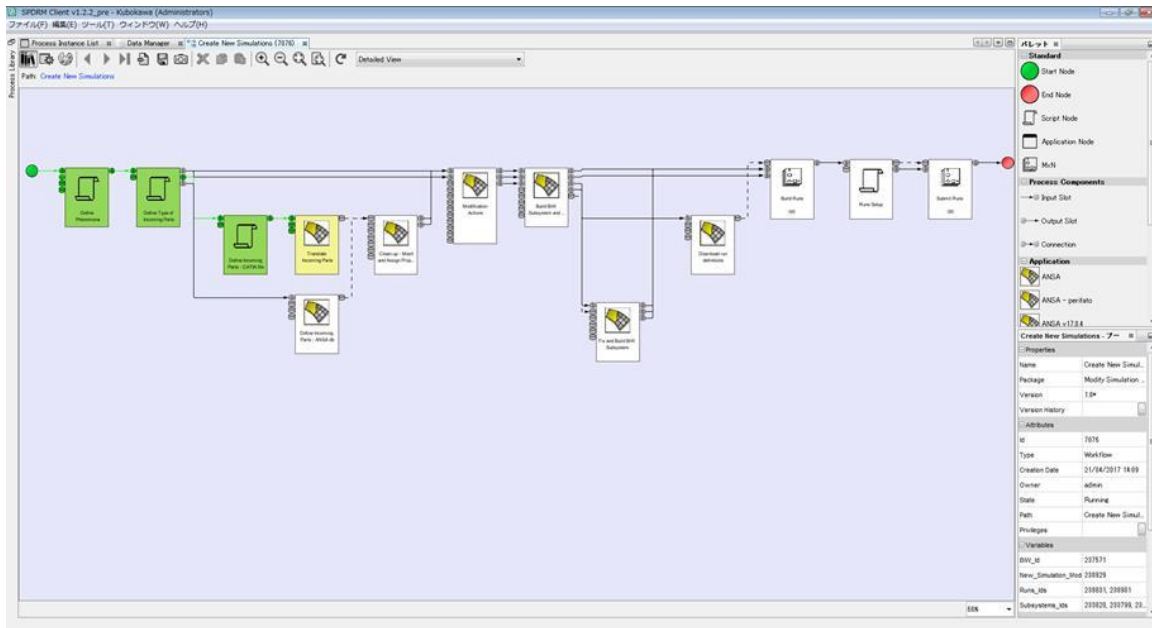 SPDRM Client v1.2.2_pre - Kubokawa (Administrators)
ファイル(F) 編集(E) ツール(T) ウィンドウ(W) ヘルプ(H)
Process Instance List
Data Manager
Create New Simulations (7076)
Detailed View
Path: Create New Simulations
Process Library
Define Phenomena
Define Type of Incoming Parts
Define Incoming Parts - CATIA file
Translate Incoming Parts
Define Incoming Parts - ANSA db
Clean up - Mesh and Assign Prop...
Modification Actions
Build BIW Subsystem and ...
Fix and Build BIW Subsystem
Download run definitions
Build Runs
Runs Setup
Submit Runs
パレット
Standard
Start Node
End Node
Script Node
Application Node
MxN
Process Components
Input Slot
Output Slot
Connection
Application
ANSA
ANSA - perifato
ANSA v17.0.4
Create New Simulations - プー
Properties
Name Create New Simul...
Package Modify Simulation ...
Version 1.0*
Version History
Attributes
Id 7076
Type Workflow
Creation Date 21/04/2017 14:09
Owner admin
State Running
Path Create New Simul...
Privileges
Variables
BIW_Id 207571
New_Simulation_Mod 200829
Runs_Ids
Subsystems_Ids